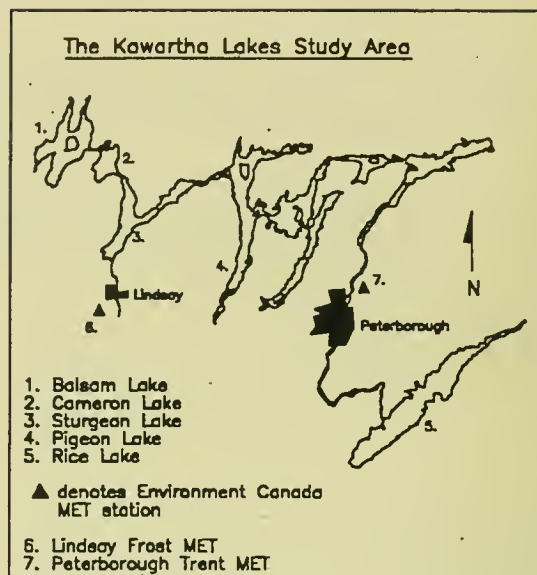 The Kawartha Lakes Study Area
1.
2.
3.
4.
Lindsay
6.
7.
N
Peterborough
5.
1. Balsam Lake
2. Cameron Lake
3. Sturgeon Lake
4. Pigeon Lake
5. Rice Lake
▲ denotes Environment Canada
MET station
6. Lindsay Frost MET
7. Peterborough Trent MET